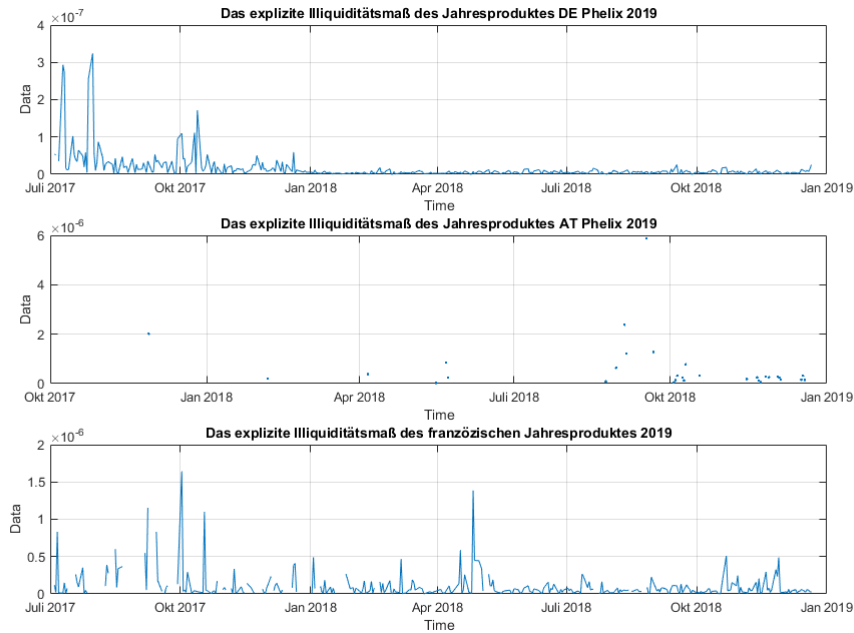 Das explizite Illiquiditätsmaß des Jahresproduktes DE Phelix 2019
×10-7
4
3
2
1
0
Data
Juli 2017 Okt 2017 Jan 2018 Apr 2018 Juli 2018 Okt 2018 Jan 2019
Time
Das explizite Illiquiditätsmaß des Jahresproduktes AT Phelix 2019
×10-6
6
4
2
0
Data
Okt 2017 Jan 2018 Apr 2018 Juli 2018 Okt 2018 Jan 2019
Time
Das explizite Illiquiditätsmaß des franzözischen Jahresproduktes 2019
×10-6
2
1.5
1
0.5
0
Data
Juli 2017 Okt 2017 Jan 2018 Apr 2018 Juli 2018 Okt 2018 Jan 2019
Time